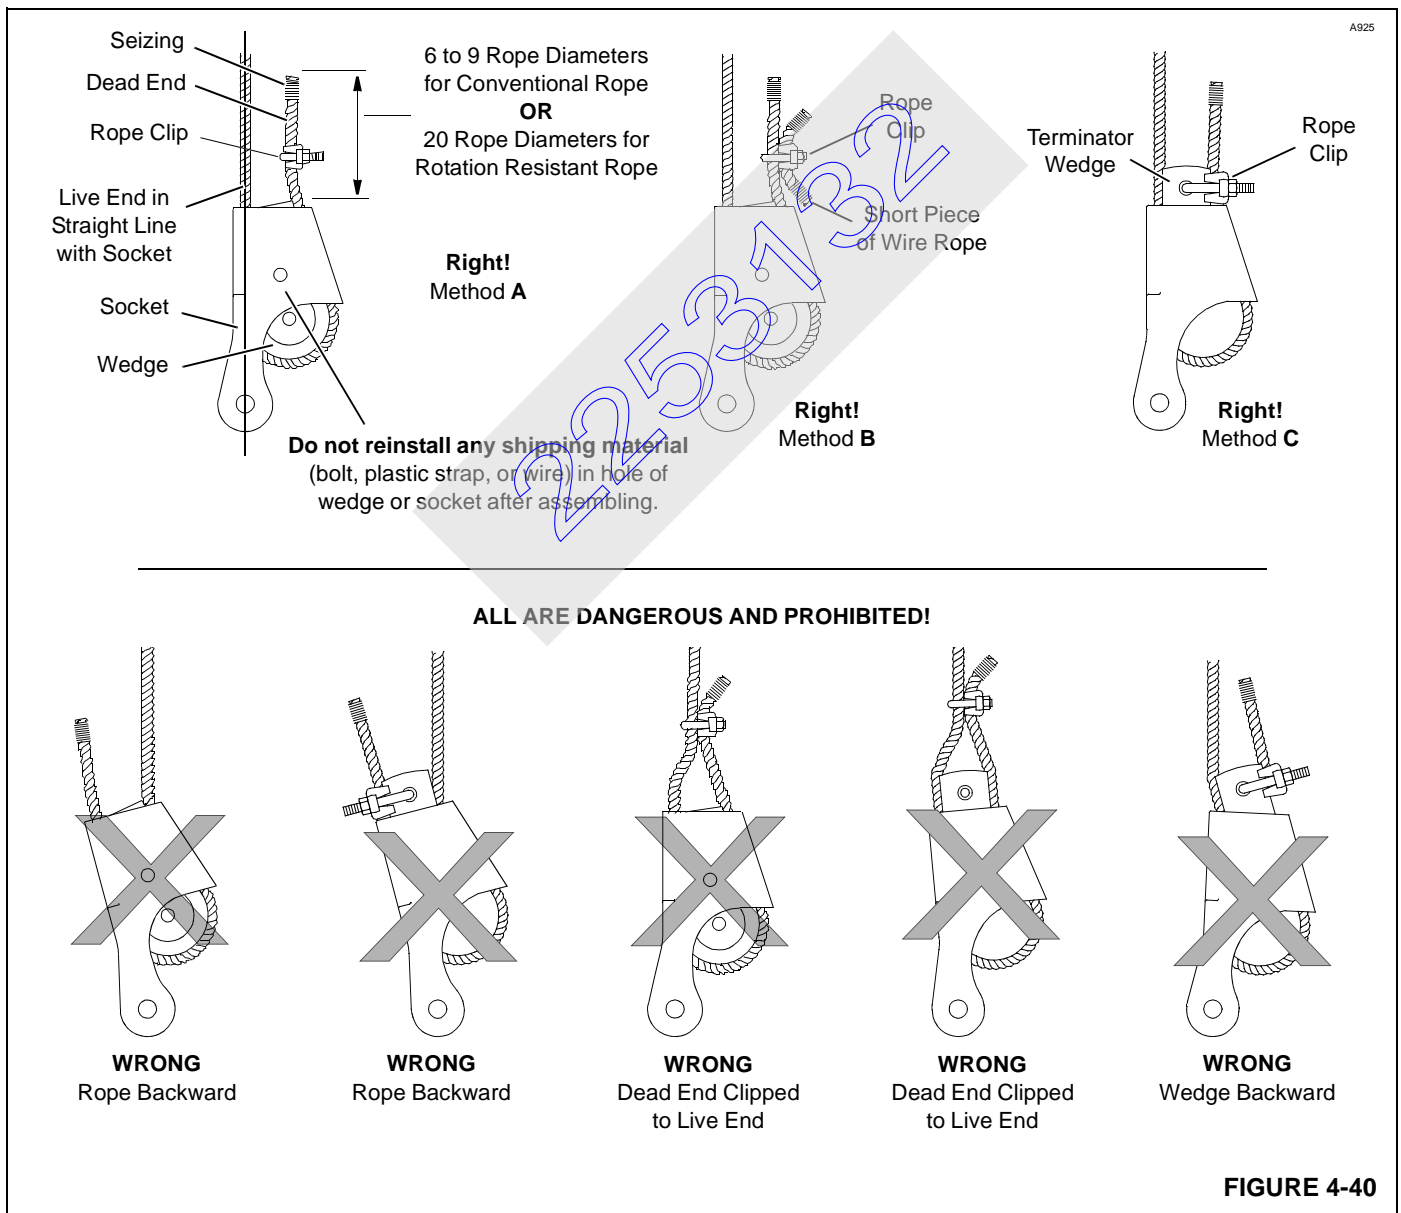 A925
Seizing
Dead End
Rope Clip
Live End in
Straight Line
with Socket
Socket
Wedge
6 to 9 Rope Diameters
for Conventional Rope
OR
20 Rope Diameters for
Rotation Resistant Rope
Right!
Method A
Do not reinstall any shipping material
(bolt, plastic strap, or wire) in hole of
wedge or socket after assembling.
Rope
Clip
Short Piece
of Wire Rope
Right!
Method B
Terminator
Wedge
Rope
Clip
Right!
Method C
2253132
ALL ARE DANGEROUS AND PROHIBITED!
WRONG
Rope Backward
WRONG
Rope Backward
WRONG
Dead End Clipped
to Live End
WRONG
Dead End Clipped
to Live End
WRONG
Wedge Backward
FIGURE 4-40